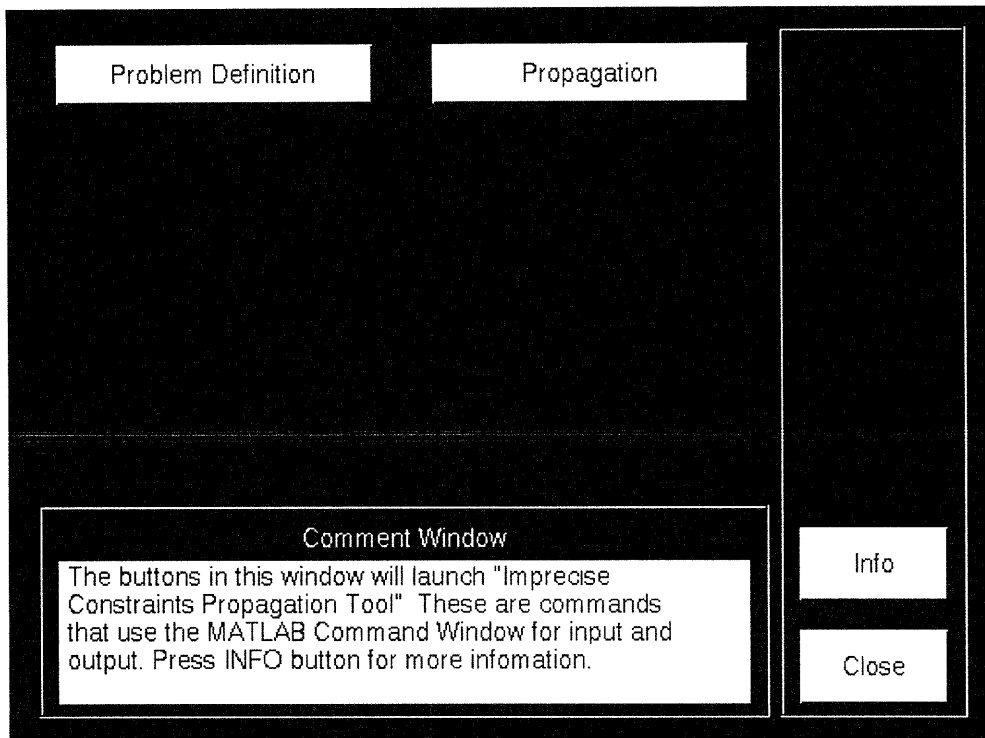 Problem Definition
Propagation
Comment Window
The buttons in this window will launch "Imprecise
Constraints Propagation Tool" These are commands
that use the MATLAB Command Window for input and
output. Press INFO button for more infomation.
Info
Close